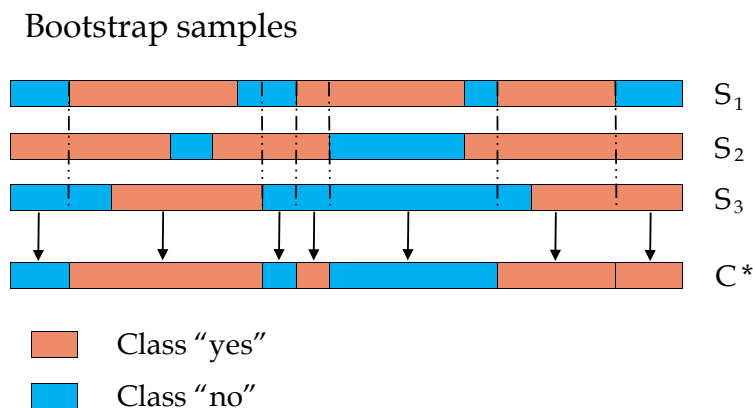 Bootstrap samples
S₁
S₂
S₃
C*
Class “yes”
Class “no”